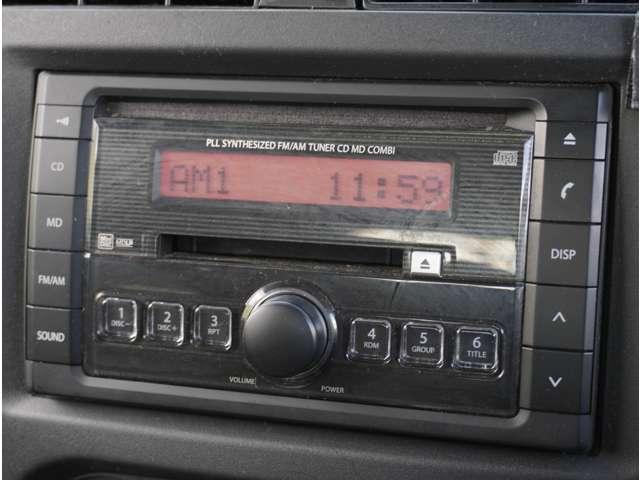 PLL SYNTHESIZED FM/AM TUNER CD MD COMBI
AM1 11:59
CD
MD
FM/AM
SOUND
MDLP
DISP
1
DISC−
2
DISC+
3
RPT
4
RDM
5
GROUP
6
TITLE
VOLUME
POWER